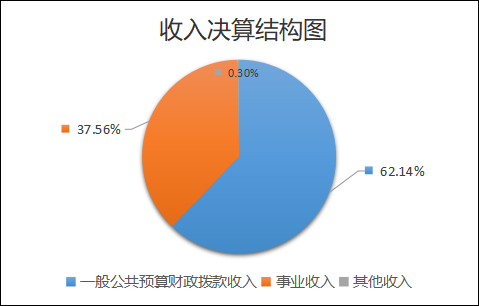 收入决算结构图
0.30%
37.56%
62.14%
一般公共预算财政拨款收入 事业收入 其他收入